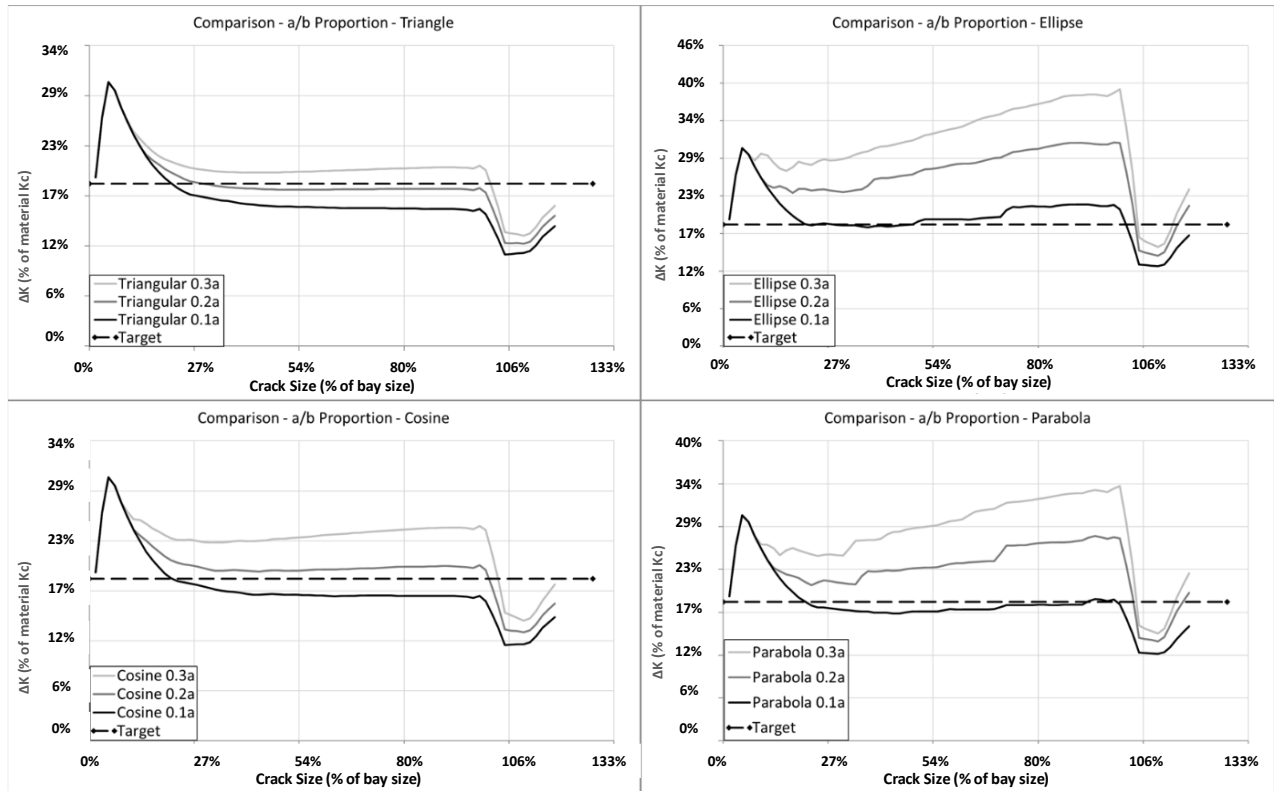 Comparison - a/b Proportion - Triangle
ΔK (% of material Kc)
34%
29%
23%
17%
12%
6%
0%
Triangular 0.3a
Triangular 0.2a
Triangular 0.1a
Target
0%
27%
54%
80%
106%
133%
Crack Size (% of bay size)
Comparison - a/b Proportion - Ellipse
ΔK (% of material Kc)
46%
40%
34%
29%
23%
17%
12%
6%
0%
Ellipse 0.3a
Ellipse 0.2a
Ellipse 0.1a
Target
0%
27%
54%
80%
106%
133%
Crack Size (% of bay size)
Comparison - a/b Proportion - Cosine
ΔK (% of material Kc)
34%
29%
23%
17%
12%
6%
0%
Cosine 0.3a
Cosine 0.2a
Cosine 0.1a
Target
0%
27%
54%
80%
106%
133%
Crack Size (% of bay size)
Comparison - a/b Proportion - Parabola
ΔK (% of material Kc)
40%
34%
29%
23%
17%
12%
6%
0%
Parabola 0.3a
Parabola 0.2a
Parabola 0.1a
Target
0%
27%
54%
80%
106%
133%
Crack Size (% of bay size)